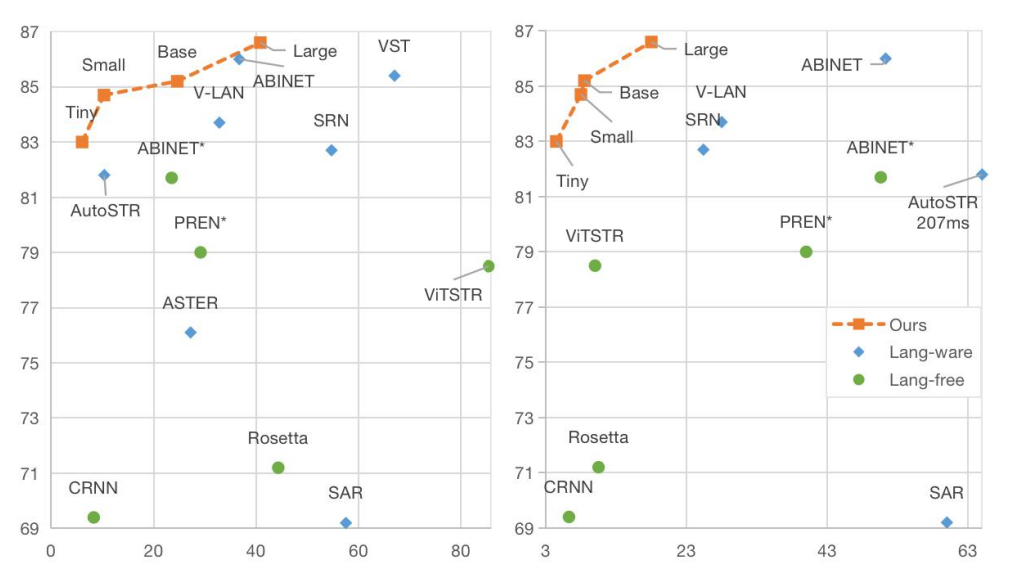 87
85
83
81
79
77
75
73
71
69
0
20
40
60
80
Small
Base
Large
VST
ABINET
Tiny
V-LAN
SRN
ABINET*
AutoSTR
PREN*
ViTSTR
ASTER
Rosetta
CRNN
SAR
87
85
83
81
79
77
75
73
71
69
3
23
43
63
Large
ABINET
Base
V-LAN
SRN
Small
ABINET*
Tiny
AutoSTR
207ms
PREN*
ViTSTR
Ours
Lang-ware
Lang-free
Rosetta
CRNN
SAR